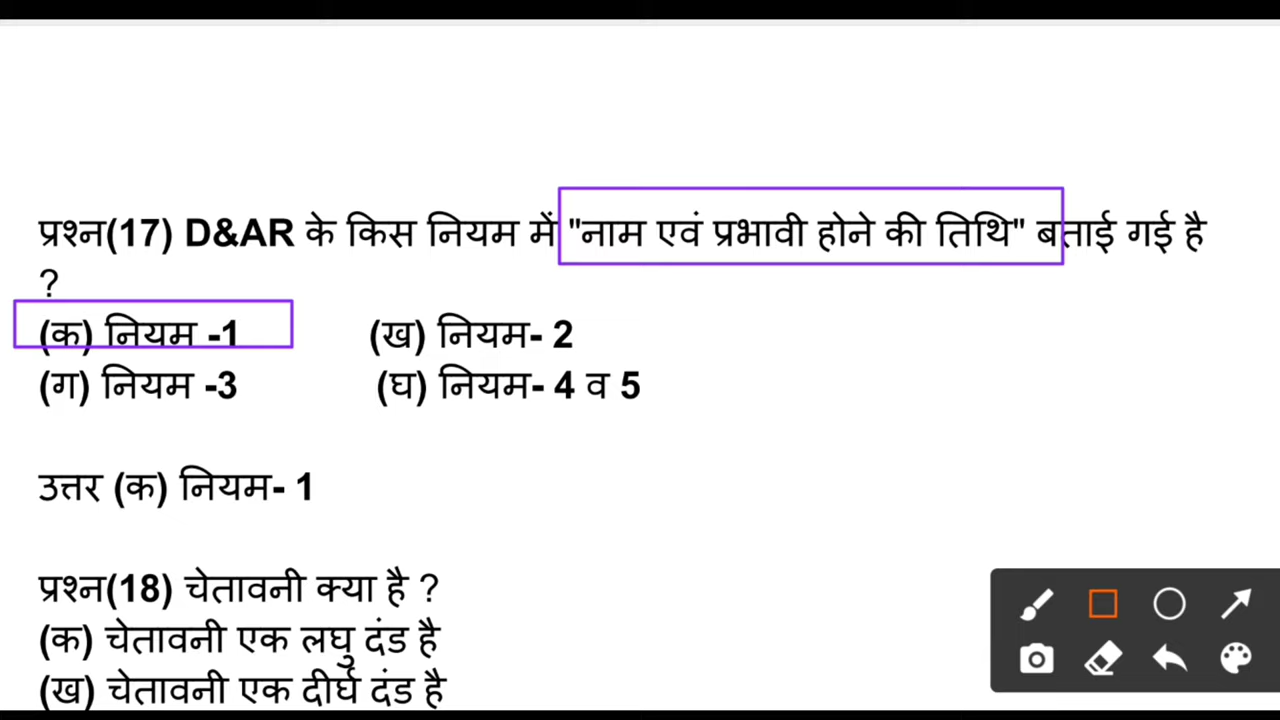 प्रश्न(17) D&AR के किस नियम में "नाम एवं प्रभावी होने की तिथि" बताई गई है
?
(क) नियम -1 (ख) नियम- 2
(ग) नियम -3 (घ) नियम- 4 व 5
उत्तर (क) नियम- 1
प्रश्न(18) चेतावनी क्या है ?
(क) चेतावनी एक लघु दंड है
(ख) चेतावनी एक दीर्घ दंड है